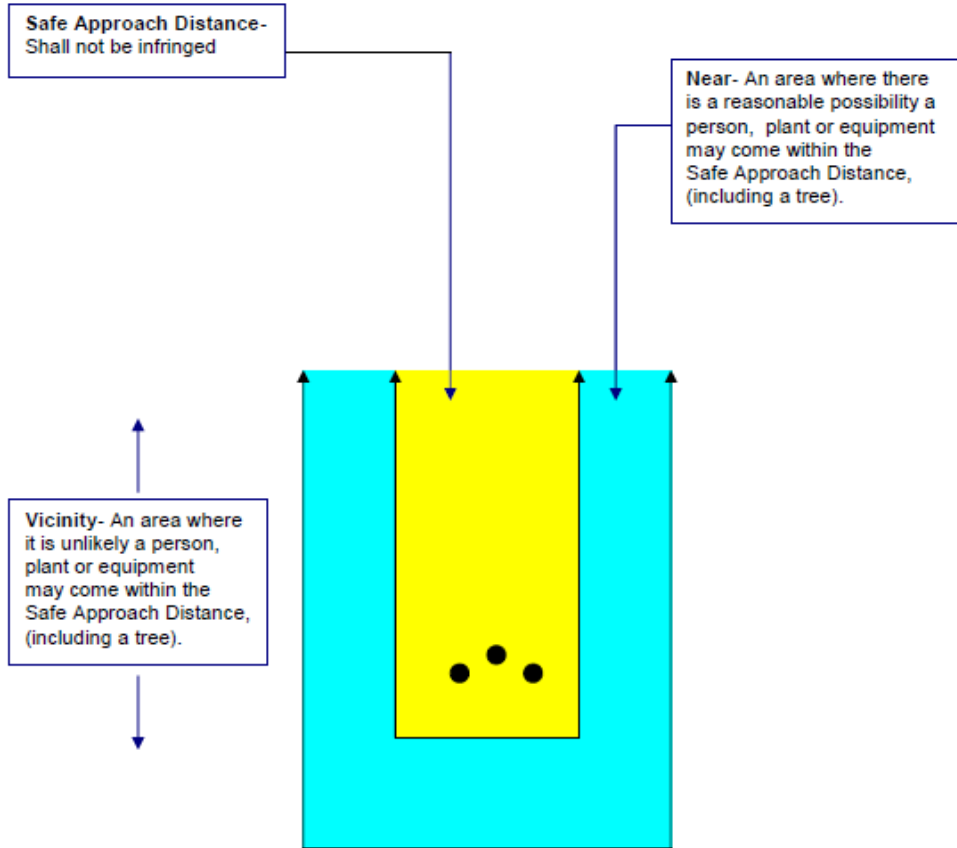 Safe Approach Distance-
Shall not be infringed
Near- An area where there
is a reasonable possibility a
person, plant or equipment
may come within the
Safe Approach Distance,
(including a tree).
Vicinity- An area where
it is unlikely a person,
plant or equipment
may come within the
Safe Approach Distance,
(including a tree).